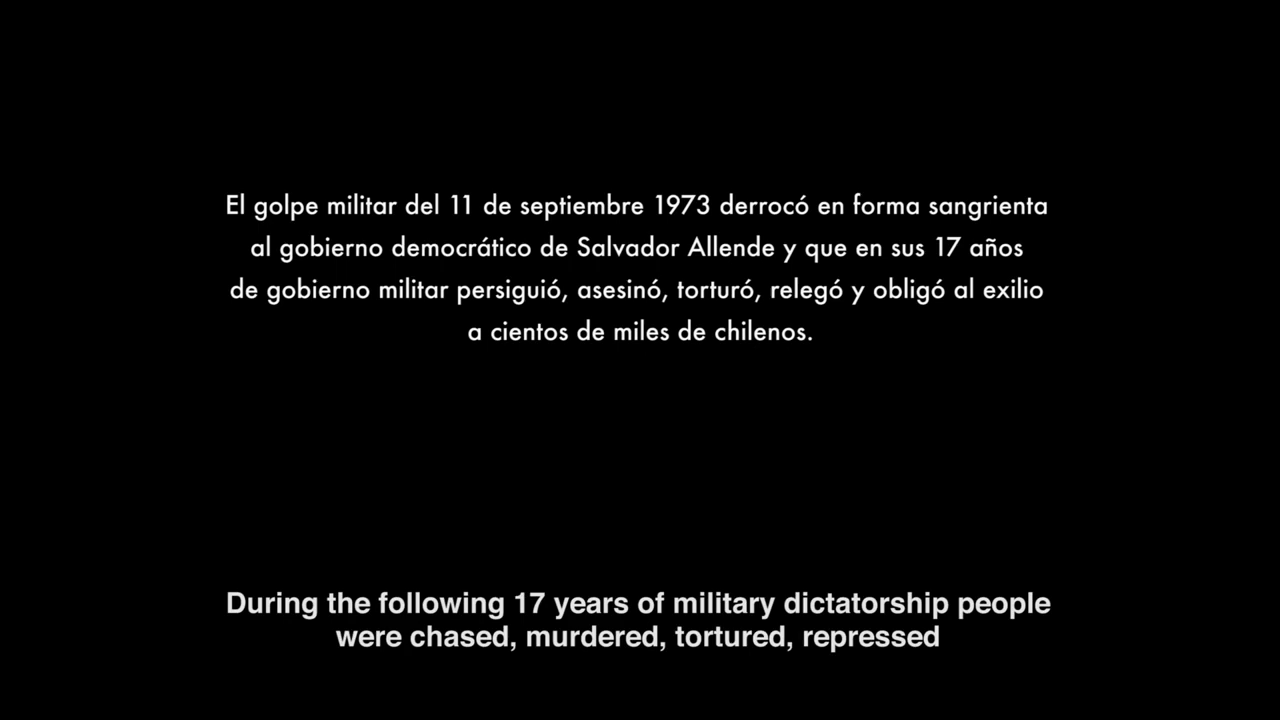 El golpe militar del 11 de septiembre 1973 derrocó en forma sangrienta
al gobierno democrático de Salvador Allende y que en sus 17 años
de gobierno militar persiguió, asesinó, torturó, relegó y obligó al exilio
a cientos de miles de chilenos.
During the following 17 years of military dictatorship people
were chased, murdered, tortured, repressed